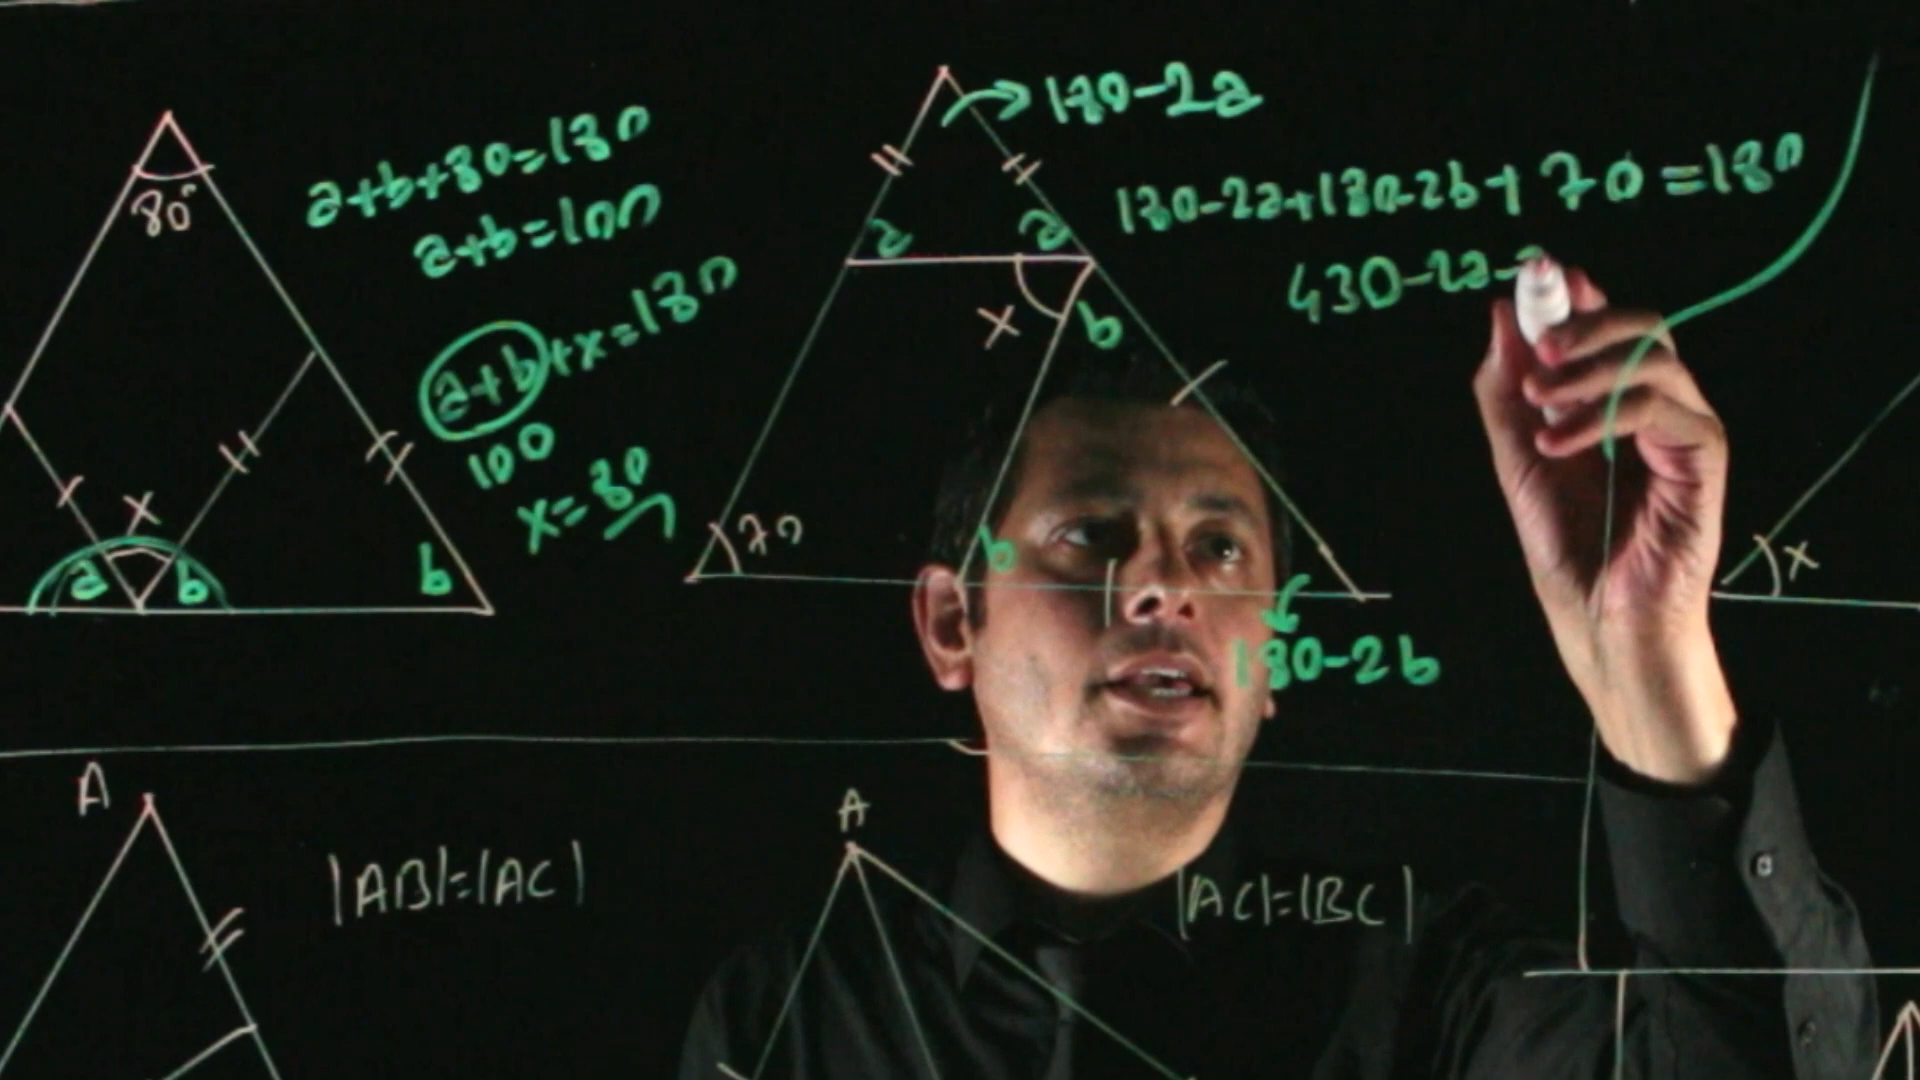 80°
a+b+80=180
a+b=100
a+b+x=180
100
x=80
x
a
b
b
180-2a
a
a
x
b
70
b
180-2b
180-2a+180-2b+70=180
430-2a-
x
A
|AB|=|AC|
A
|AC|=|BC|